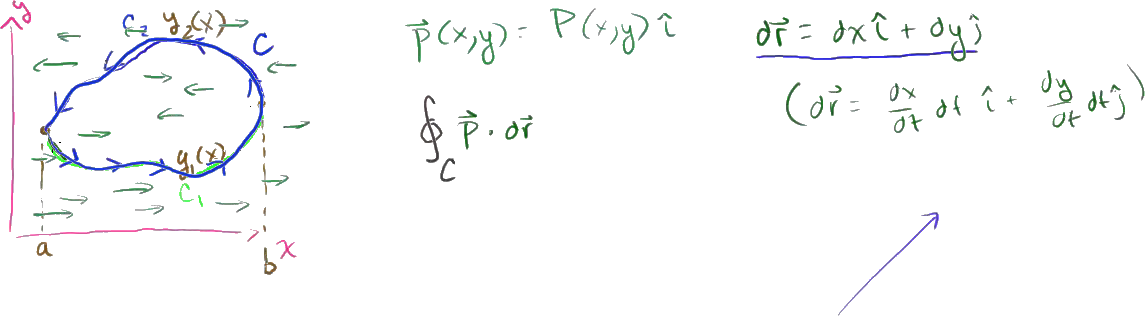 y
C₂ y₂(x)
C
y₁(x)
C₁
a
b
x
P⃗(x,y) = P(x,y) î
∮_C P⃗ · dr⃗
dr⃗ = dx î + dy ĵ
(dr⃗ = dx/dt dt î + dy/dt dt ĵ)